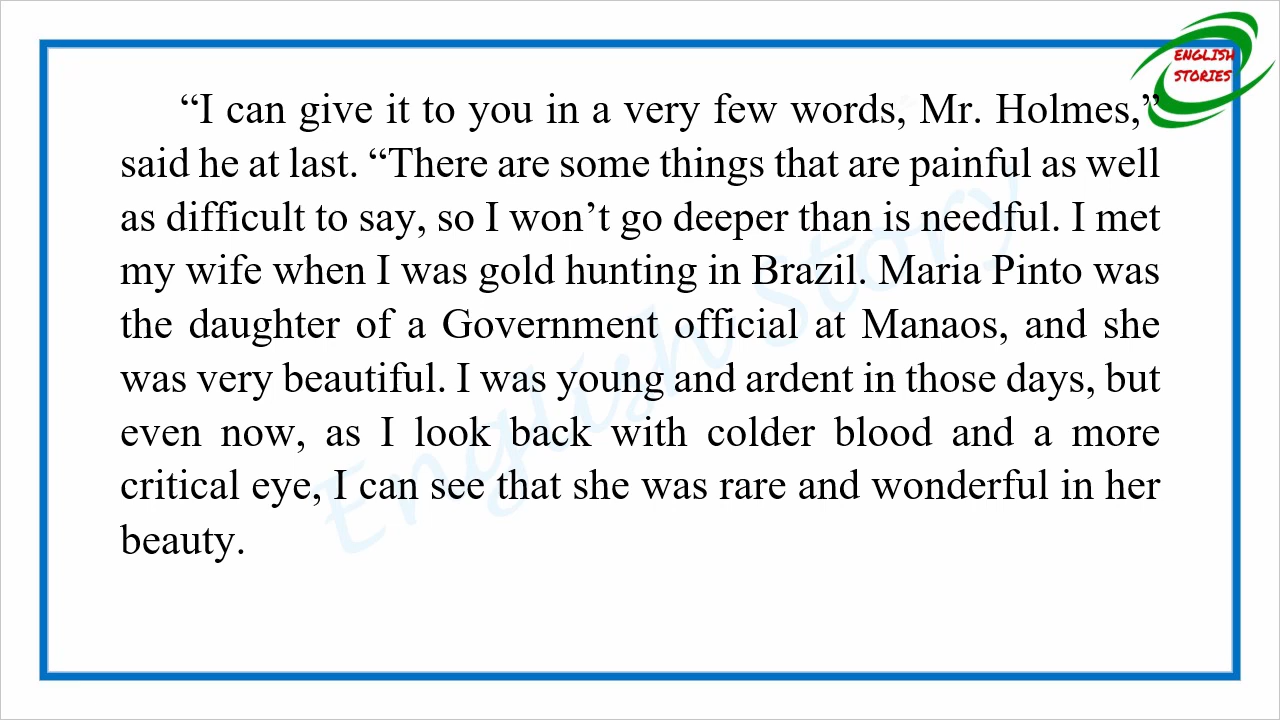 ENGLISH
STORIES
“I can give it to you in a very few words, Mr. Holmes,”
said he at last. “There are some things that are painful as well
as difficult to say, so I won’t go deeper than is needful. I met
my wife when I was gold hunting in Brazil. Maria Pinto was
the daughter of a Government official at Manaos, and she
was very beautiful. I was young and ardent in those days, but
even now, as I look back with colder blood and a more
critical eye, I can see that she was rare and wonderful in her
beauty.
English Story